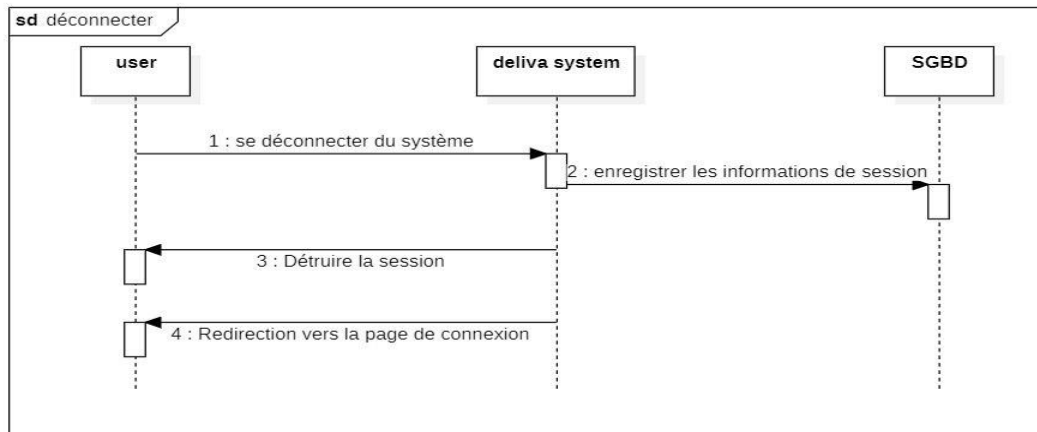 sd déconnecter
user
deliva system
SGBD
1 : se déconnecter du système
2 : enregistrer les informations de session
3 : Détruire la session
4 : Redirection vers la page de connexion